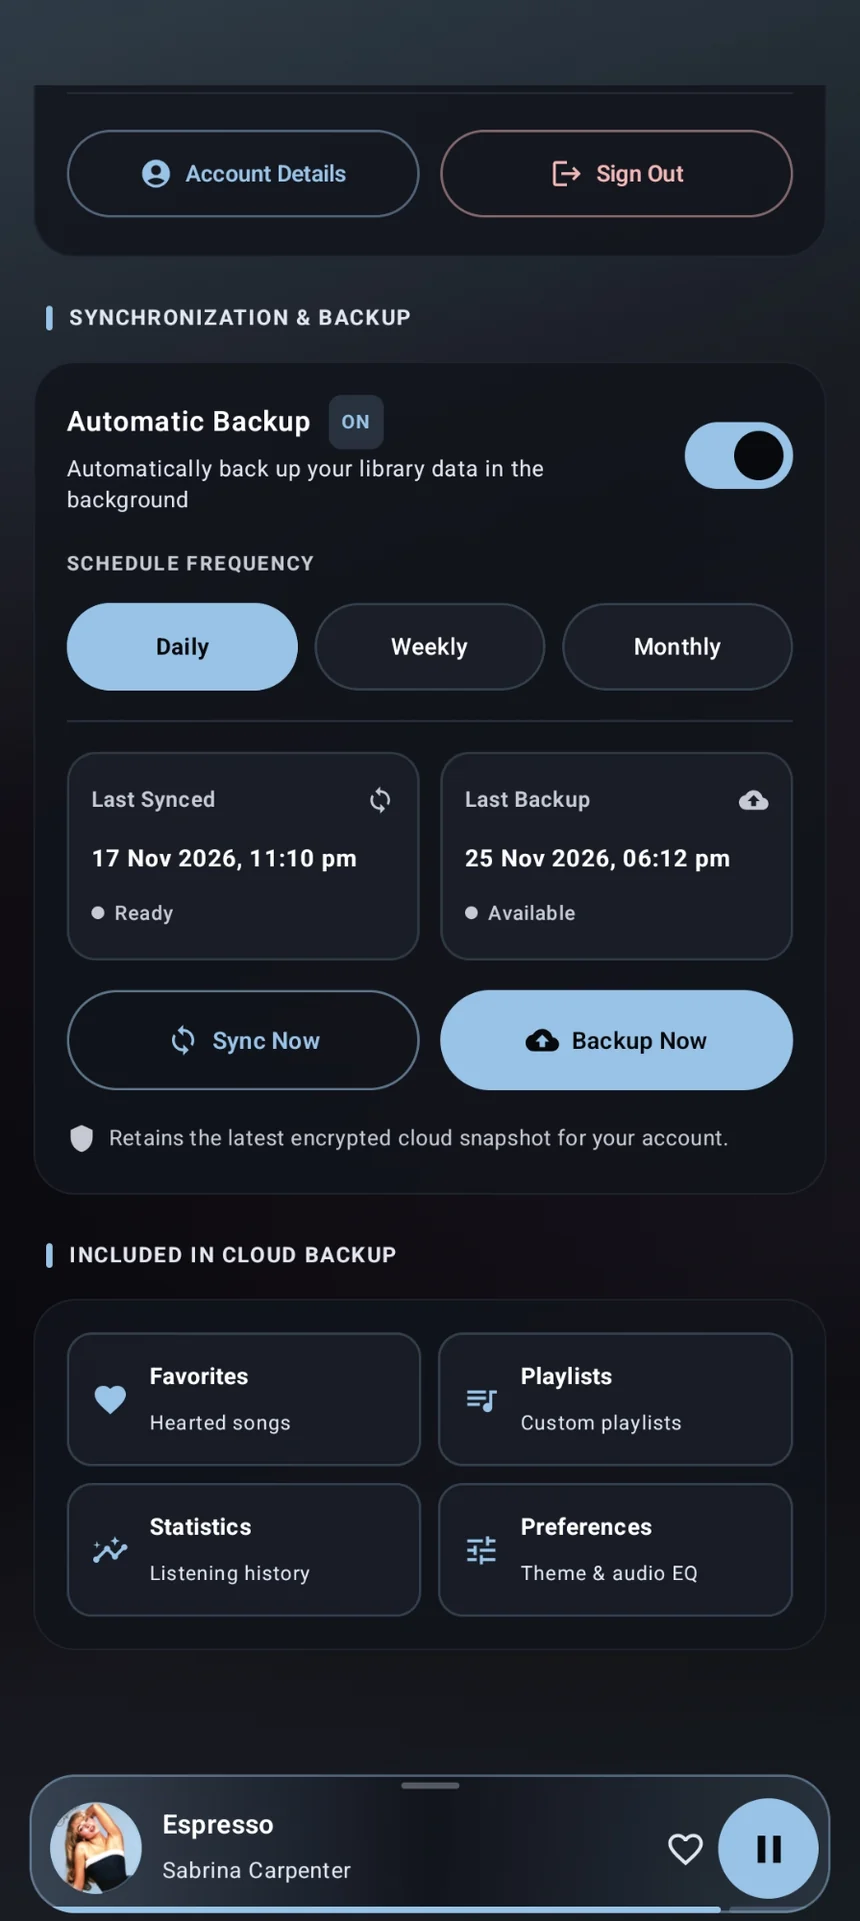 Account Details
Sign Out
SYNCHRONIZATION & BACKUP
Automatic Backup
ON
Automatically back up your library data in the
background
SCHEDULE FREQUENCY
Daily
Weekly
Monthly
Last Synced
17 Nov 2026, 11:10 pm
Ready
Last Backup
25 Nov 2026, 06:12 pm
Available
Sync Now
Backup Now
Retains the latest encrypted cloud snapshot for your account.
INCLUDED IN CLOUD BACKUP
Favorites
Hearted songs
Playlists
Custom playlists
Statistics
Listening history
Preferences
Theme & audio EQ
Espresso
Sabrina Carpenter